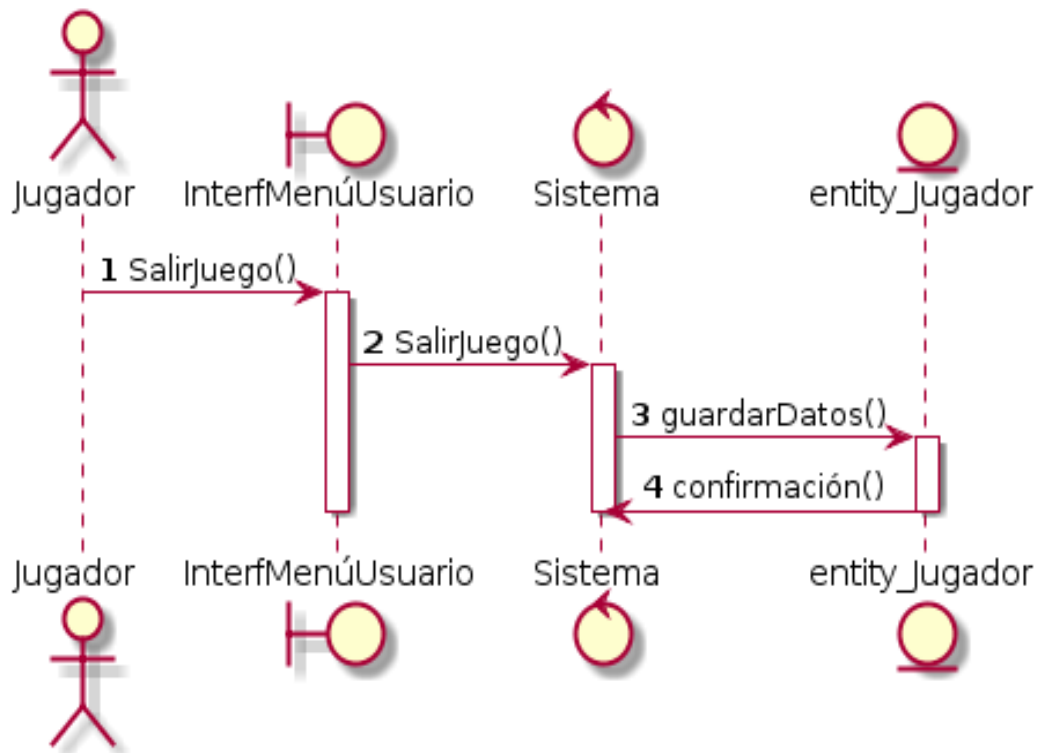 Jugador
InterfMenúUsuario
Sistema
entity_Jugador
1 SalirJuego()
2 SalirJuego()
3 guardarDatos()
4 confirmación()
Jugador
InterfMenúUsuario
Sistema
entity_Jugador